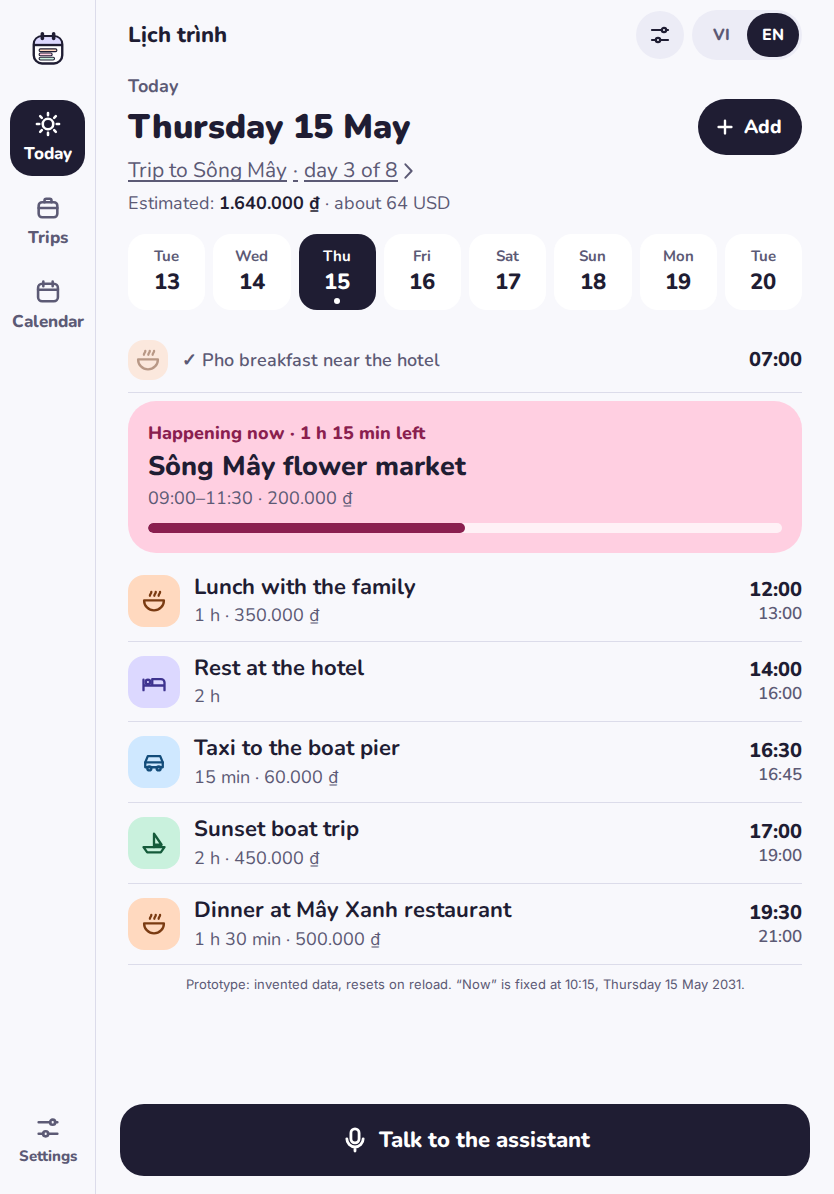 Lịch trình
VI
EN
Today
Today
Thursday 15 May
+ Add
Trip to Sông Mây · day 3 of 8 >
Estimated: 1.640.000 ₫ · about 64 USD
Trips
Calendar
Tue Wed Thu Fri Sat Sun Mon Tue
13 14 15 16 17 18 19 20
✓ Pho breakfast near the hotel 07:00
Happening now · 1 h 15 min left
Sông Mây flower market
09:00–11:30 · 200.000 ₫
Lunch with the family 12:00
1 h · 350.000 ₫ 13:00
Rest at the hotel 14:00
2 h 16:00
Taxi to the boat pier 16:30
15 min · 60.000 ₫ 16:45
Sunset boat trip 17:00
2 h · 450.000 ₫ 19:00
Dinner at Mây Xanh restaurant 19:30
1 h 30 min · 500.000 ₫ 21:00
Prototype: invented data, resets on reload. “Now” is fixed at 10:15, Thursday 15 May 2031.
Talk to the assistant
Settings